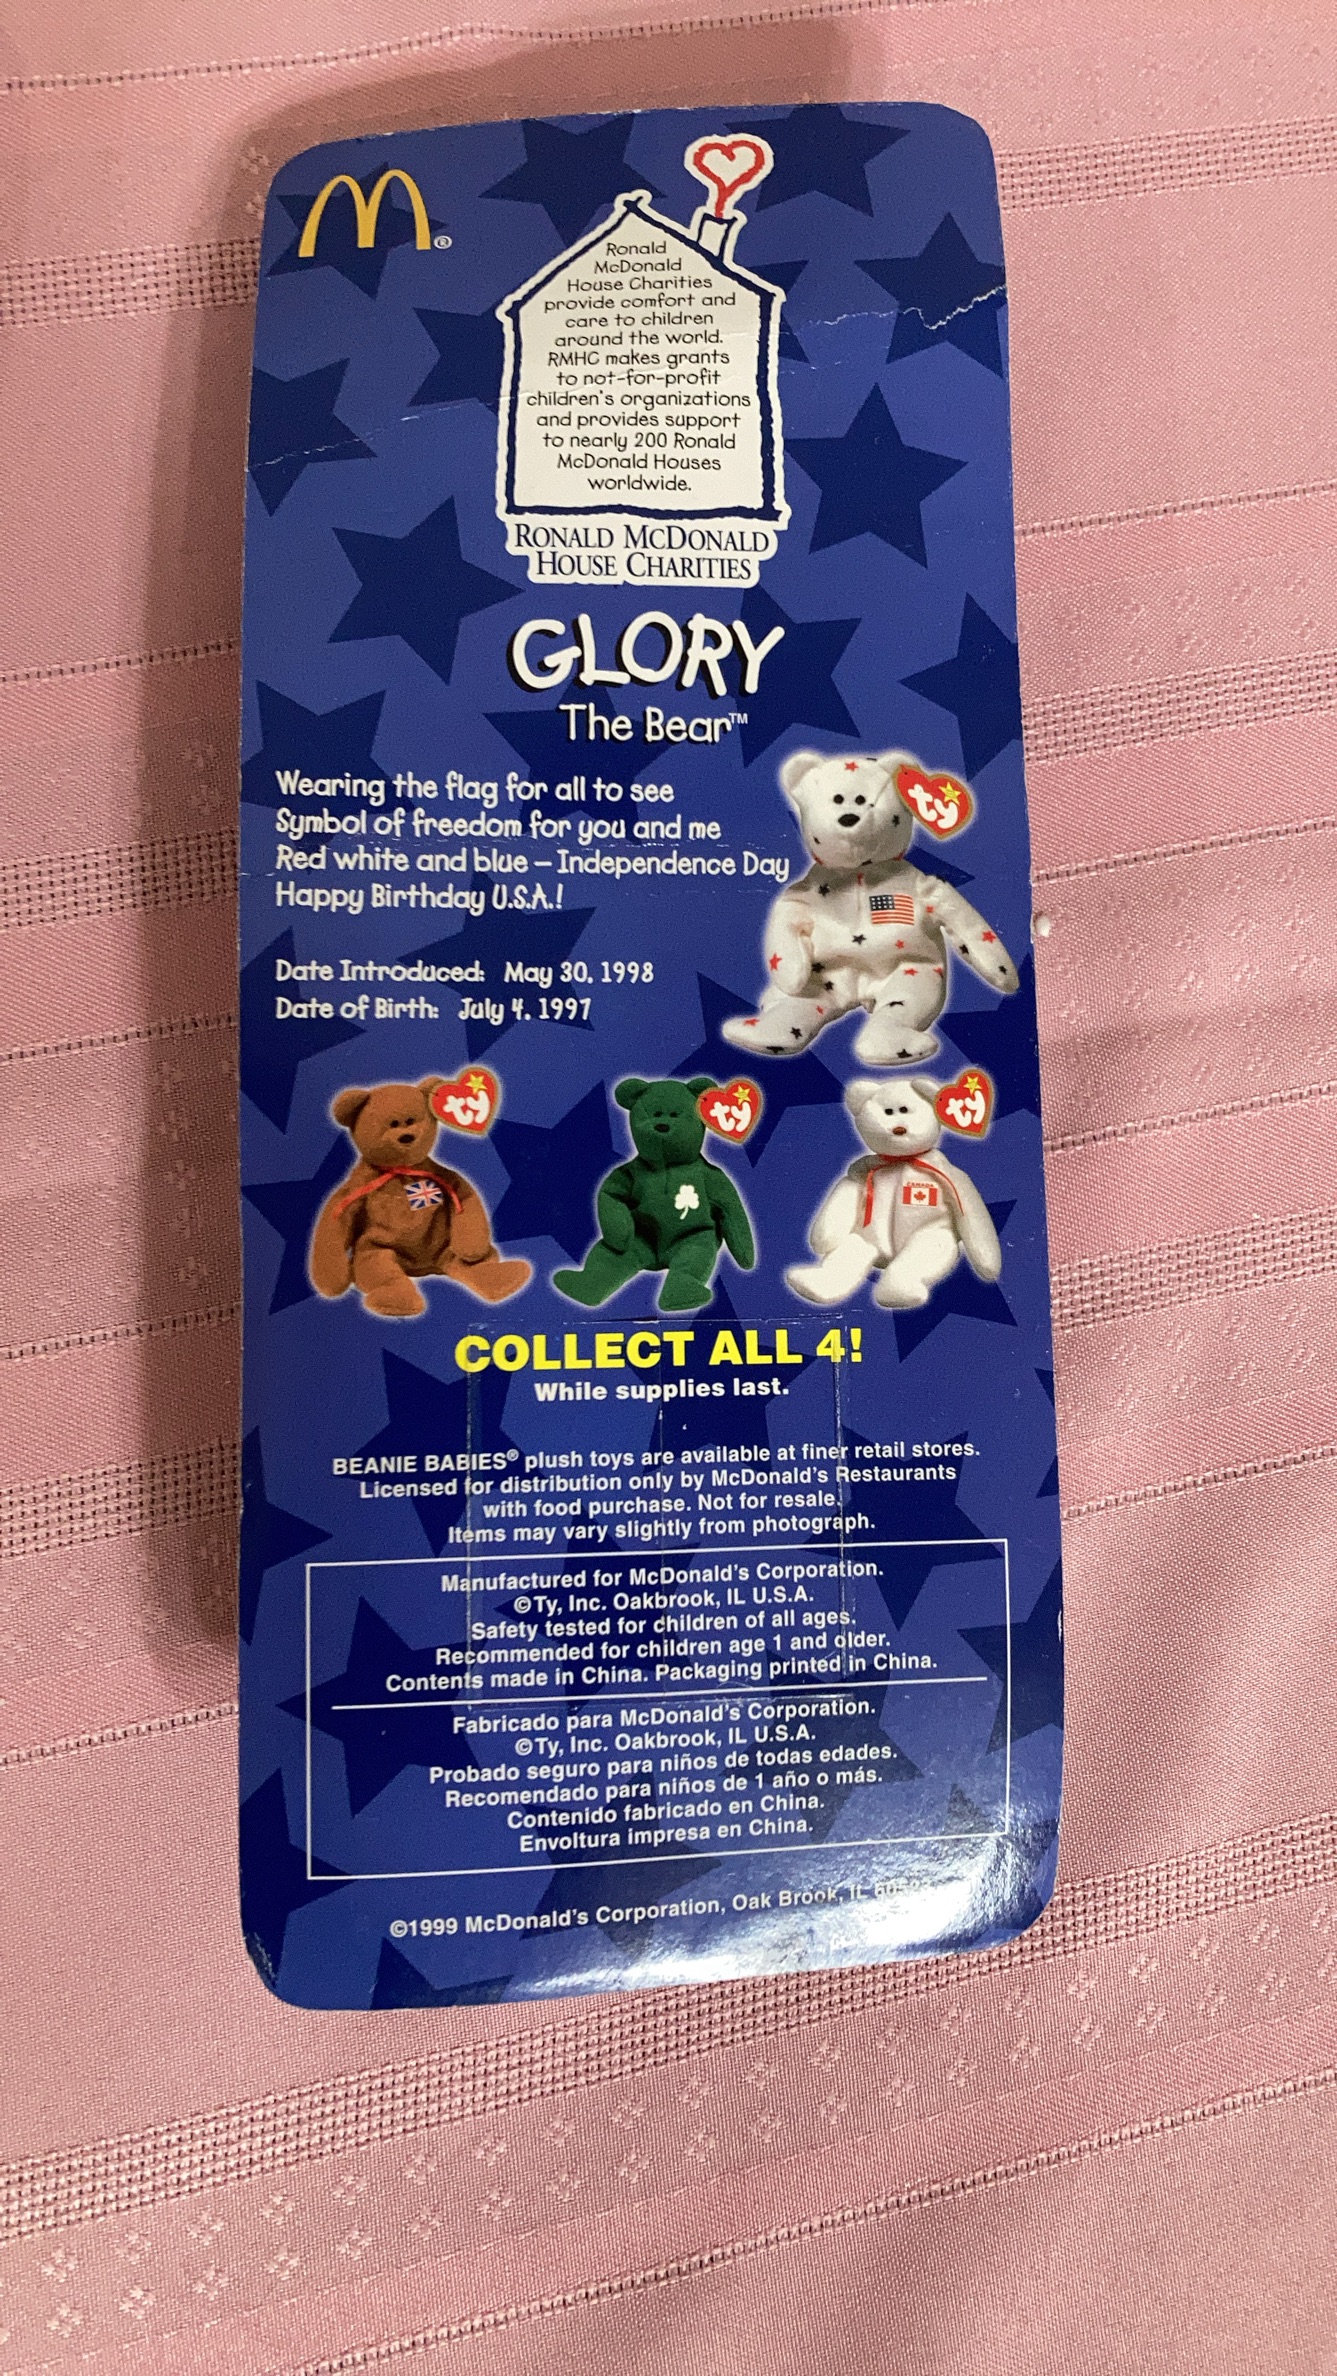 ®
Ronald
McDonald
House Charities
provide comfort and
care to children
around the world.
RMHC makes grants
to not-for-profit
children's organizations
and provides support
to nearly 200 Ronald
McDonald Houses
worldwide.
RONALD MCDONALD
HOUSE CHARITIES
GLORY
The Bear™
Wearing the flag for all to see
Symbol of freedom for you and me
Red white and blue – Independence Day
Happy Birthday U.S.A.!
Date Introduced: May 30, 1998
Date of Birth: July 4, 1997
ty
ty
ty
ty
CANADA
COLLECT ALL 4!
While supplies last.
BEANIE BABIES® plush toys are available at finer retail stores.
Licensed for distribution only by McDonald's Restaurants
with food purchase. Not for resale.
Items may vary slightly from photograph.
Manufactured for McDonald's Corporation.
©Ty, Inc. Oakbrook, IL U.S.A.
Safety tested for children of all ages.
Recommended for children age 1 and older.
Contents made in China. Packaging printed in China.
Fabricado para McDonald's Corporation.
©Ty, Inc. Oakbrook, IL U.S.A.
Probado seguro para niños de todas edades.
Recomendado para niños de 1 año o más.
Contenido fabricado en China.
Envoltura impresa en China.
©1999 McDonald's Corporation, Oak Brook, IL